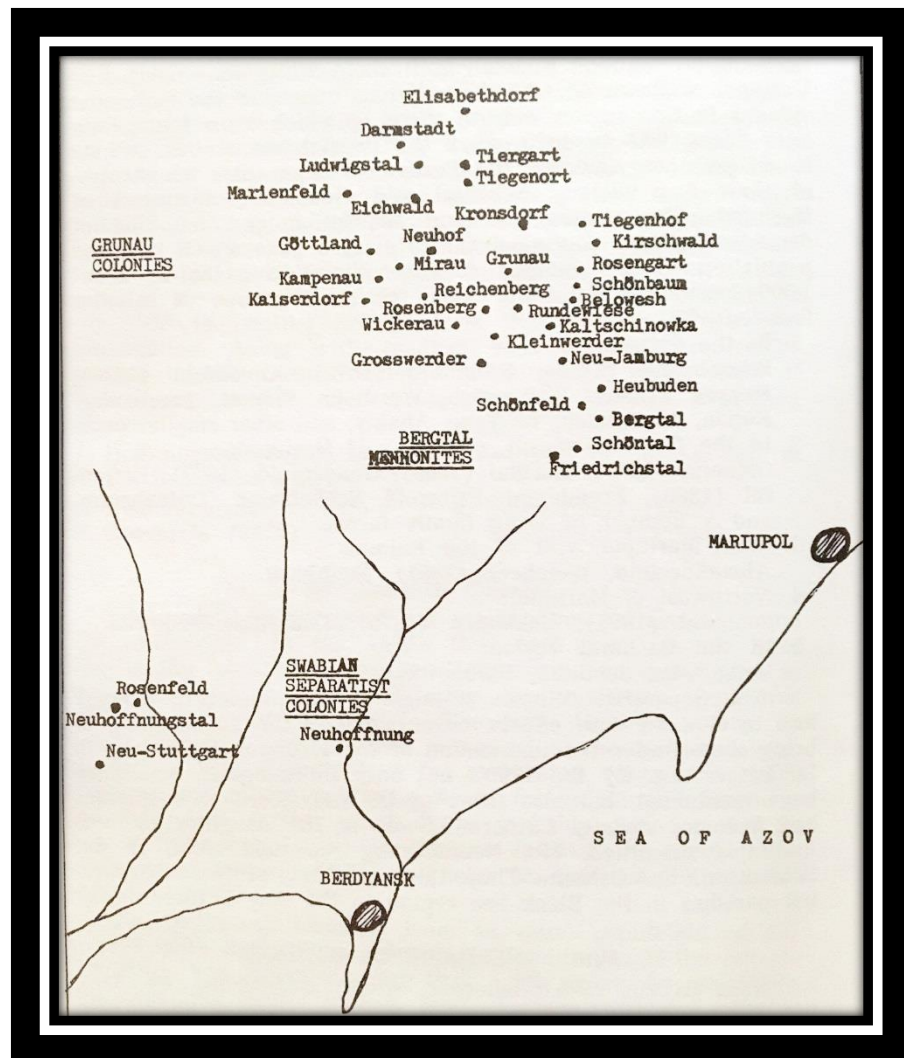 Elisabethdorf
Darmstadt
Ludwigstal
Tiergart
Tiegenort
Marienfeld
Eichwald
Kronsdorf
Tiegenhof
GRUNAU
COLONIES
Göttland
Neuhof
Kirschwald
Mirau
Grunau
Rosengart
Kampenau
Schönbaum
Reichenberg
Kaiserdorf
Belowesh
Rosenberg
Rundewiese
Wickerau
Kaltschinowka
Kleinwerder
Grosswerder
Neu-Jamburg
Heubuden
Schönfeld
Bergtal
BERGTAL
MENNONITES
Schöntal
Friedrichstal
MARIUPOL
SWABIAN
SEPARATIST
COLONIES
Rosenfeld
Neuhoffnungstal
Neuhoffnung
Neu-Stuttgart
SEA OF AZOV
BERDYANSK